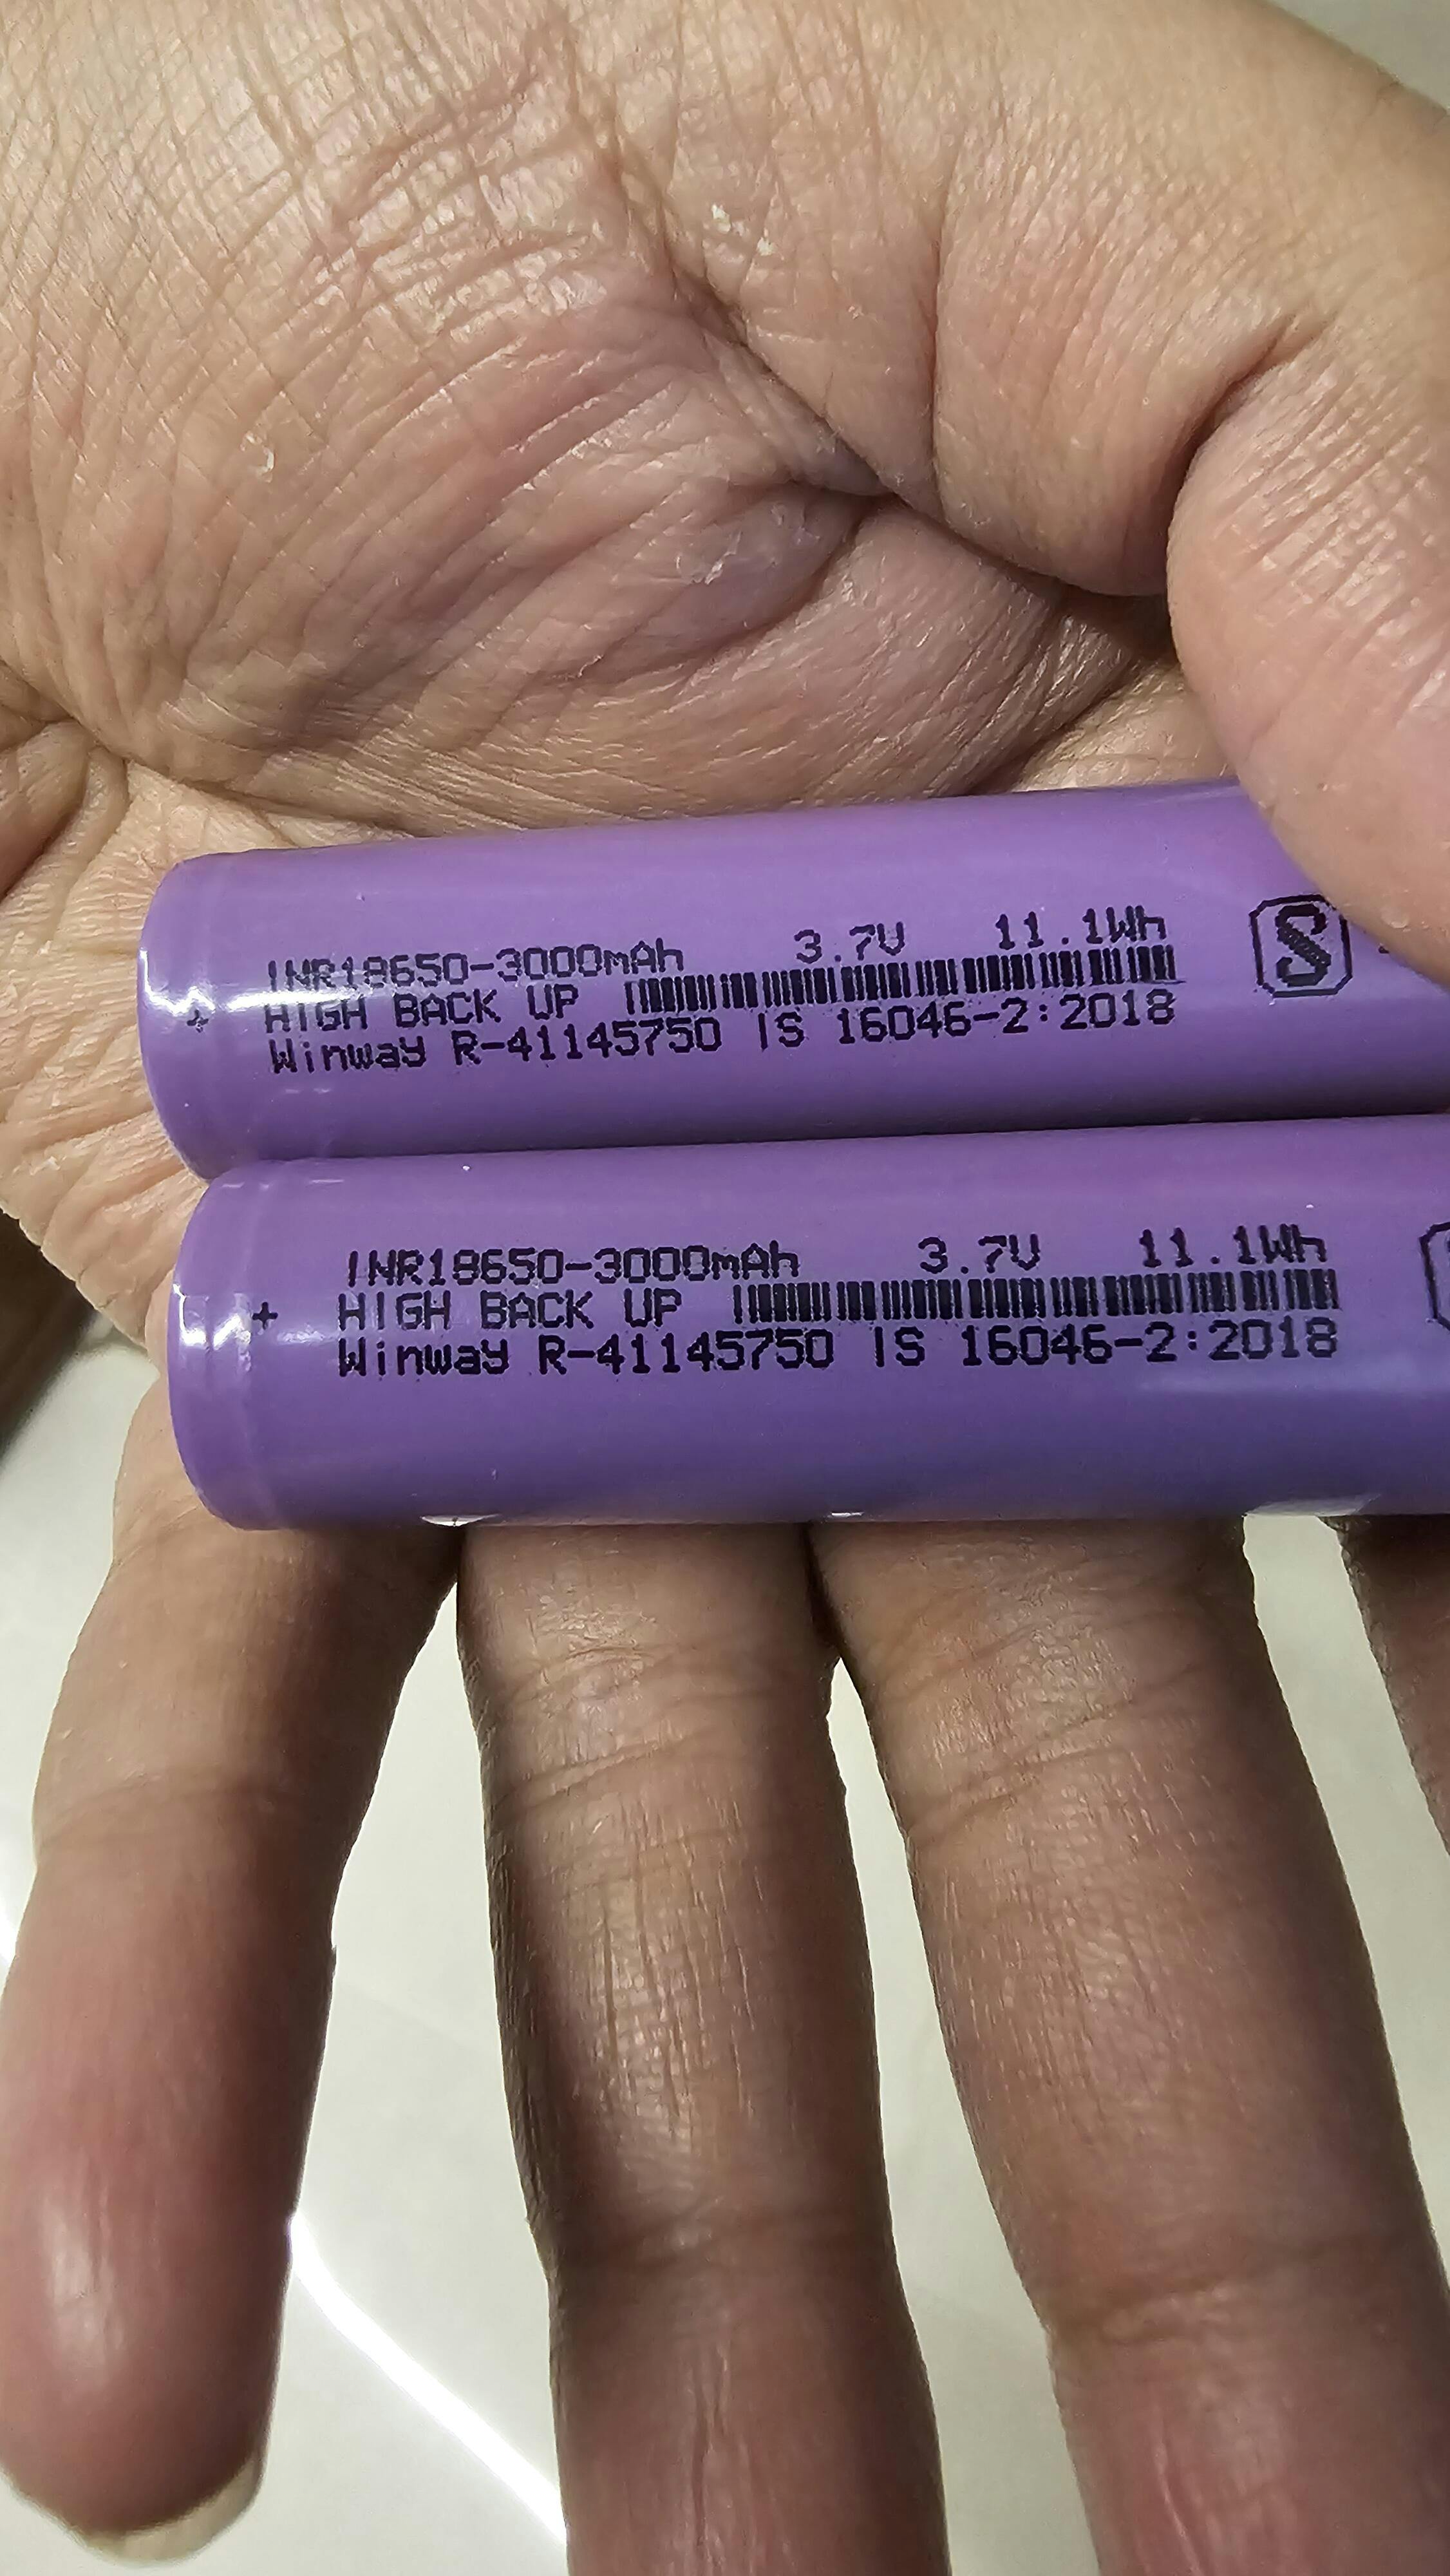 INR18650-3000mAh 3.7V 11.1Wh
+ HIGH BACK UP
Winway R-41145750 IS 16046-2:2018
S
INR18650-3000mAh 3.7V 11.1Wh
+ HIGH BACK UP
Winway R-41145750 IS 16046-2:2018